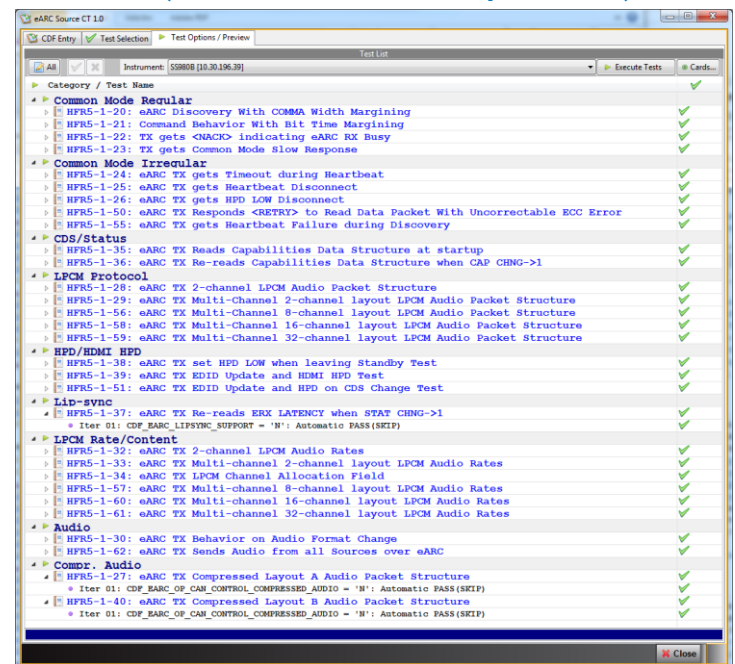 eARC Source CT 1.0
CDF Entry Test Selection Test Options / Preview
Test List
All Instrument: SS980B [10.30.196.39] Execute Tests Cards...
Category / Test Name
Common Mode Regular
HFR5-1-20: eARC Discovery With COMMA Width Margining
HFR5-1-21: Command Behavior With Bit Time Margining
HFR5-1-22: TX gets <NACK> indicating eARC RX Busy
HFR5-1-23: TX gets Common Mode Slow Response
Common Mode Irregular
HFR5-1-24: eARC TX gets Timeout during Heartbeat
HFR5-1-25: eARC TX gets Heartbeat Disconnect
HFR5-1-26: eARC TX gets HPD LOW Disconnect
HFR5-1-50: eARC TX Responds <RETRY> to Read Data Packet With Uncorrectable ECC Error
HFR5-1-55: eARC TX gets Heartbeat Failure during Discovery
CDS/Status
HFR5-1-35: eARC TX Reads Capabilities Data Structure at startup
HFR5-1-36: eARC TX Re-reads Capabilities Data Structure when CAP CHNG->1
LPCM Protocol
HFR5-1-28: eARC TX 2-channel LPCM Audio Packet Structure
HFR5-1-29: eARC TX Multi-Channel 2-channel layout LPCM Audio Packet Structure
HFR5-1-56: eARC TX Multi-Channel 8-channel layout LPCM Audio Packet Structure
HFR5-1-58: eARC TX Multi-Channel 16-channel layout LPCM Audio Packet Structure
HFR5-1-59: eARC TX Multi-Channel 32-channel layout LPCM Audio Packet Structure
HPD/HDMI HPD
HFR5-1-38: eARC TX set HPD LOW when leaving Standby Test
HFR5-1-39: eARC TX EDID Update and HDMI HPD Test
HFR5-1-51: eARC TX EDID Update and HPD on CDS Change Test
Lip-sync
HFR5-1-37: eARC TX Re-reads ERX LATENCY when STAT CHNG->1
Iter 01: CDF_EARC_LIPSYNC_SUPPORT = 'N': Automatic PASS(SKIP)
LPCM Rate/Content
HFR5-1-32: eARC TX 2-channel LPCM Audio Rates
HFR5-1-33: eARC TX Multi-channel 2-channel layout LPCM Audio Rates
HFR5-1-34: eARC TX LPCM Channel Allocation Field
HFR5-1-57: eARC TX Multi-channel 8-channel layout LPCM Audio Rates
HFR5-1-60: eARC TX Multi-channel 16-channel layout LPCM Audio Rates
HFR5-1-61: eARC TX Multi-channel 32-channel layout LPCM Audio Rates
Audio
HFR5-1-30: eARC TX Behavior on Audio Format Change
HFR5-1-62: eARC TX Sends Audio from all Sources over eARC
Compr. Audio
HFR5-1-27: eARC TX Compressed Layout A Audio Packet Structure
Iter 01: CDF_EARC_OP_CAN_CONTROL_COMPRESSED_AUDIO = 'N': Automatic PASS(SKIP)
HFR5-1-40: eARC TX Compressed Layout B Audio Packet Structure
Iter 01: CDF_EARC_OP_CAN_CONTROL_COMPRESSED_AUDIO = 'N': Automatic PASS(SKIP)
Close